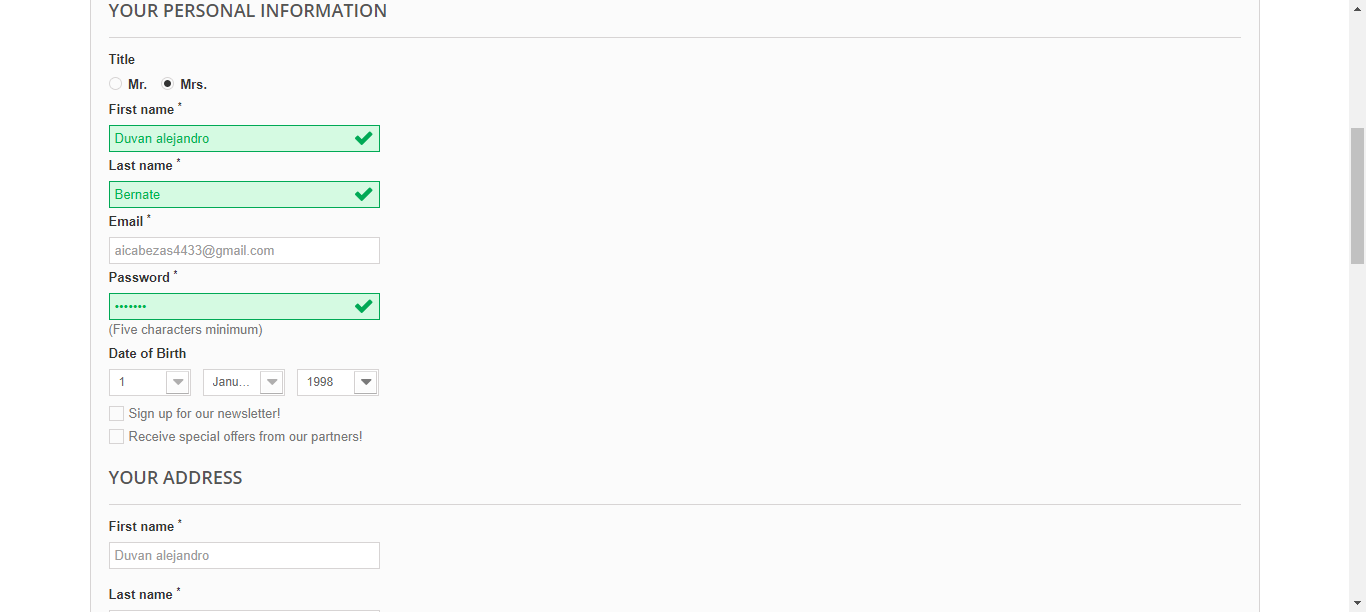 YOUR PERSONAL INFORMATION
Title
Mr. Mrs.
First name *
Duvan alejandro
Last name *
Bernate
Email *
aicabezas4433@gmail.com
Password *
•••••••
(Five characters minimum)
Date of Birth
1 Janu... 1998
Sign up for our newsletter!
Receive special offers from our partners!
YOUR ADDRESS
First name *
Duvan alejandro
Last name *